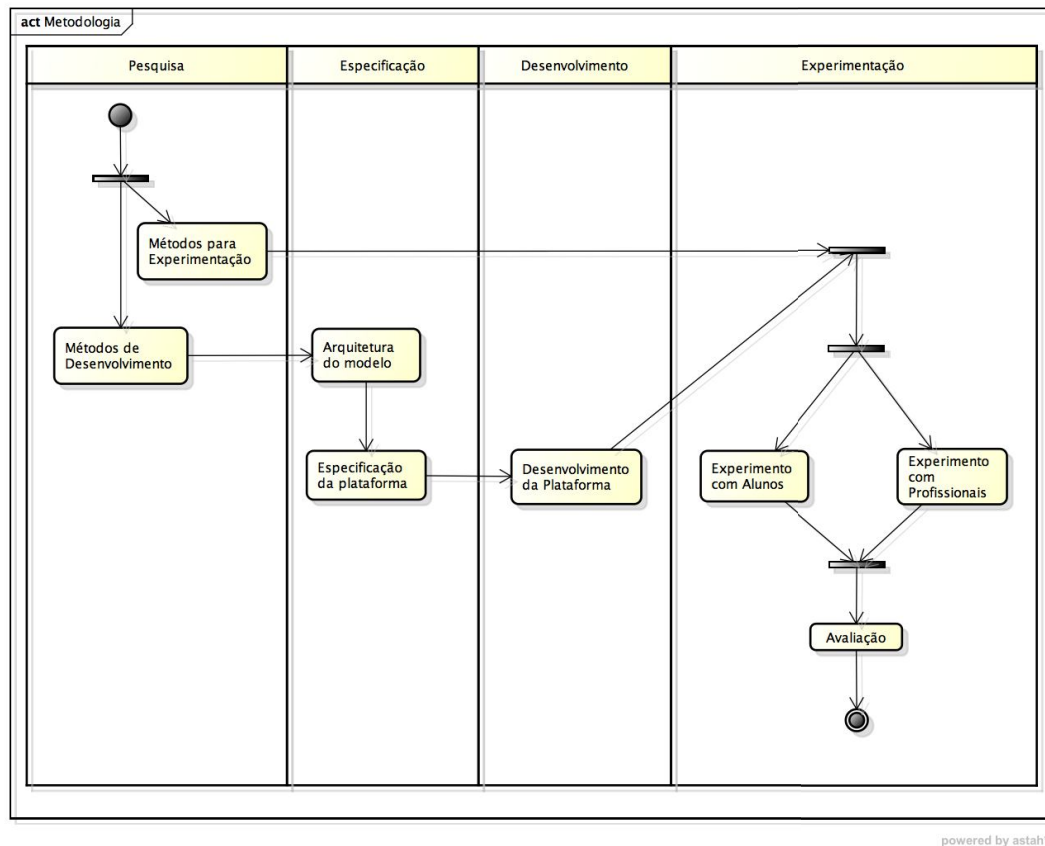 act Metodologia
Pesquisa
Especificação
Desenvolvimento
Experimentação
Métodos para
Experimentação
Métodos de
Desenvolvimento
Arquitetura
do modelo
Especificação
da plataforma
Desenvolvimento
da Plataforma
Experimento
com Alunos
Experimento
com
Profissionais
Avaliação
powered by astah